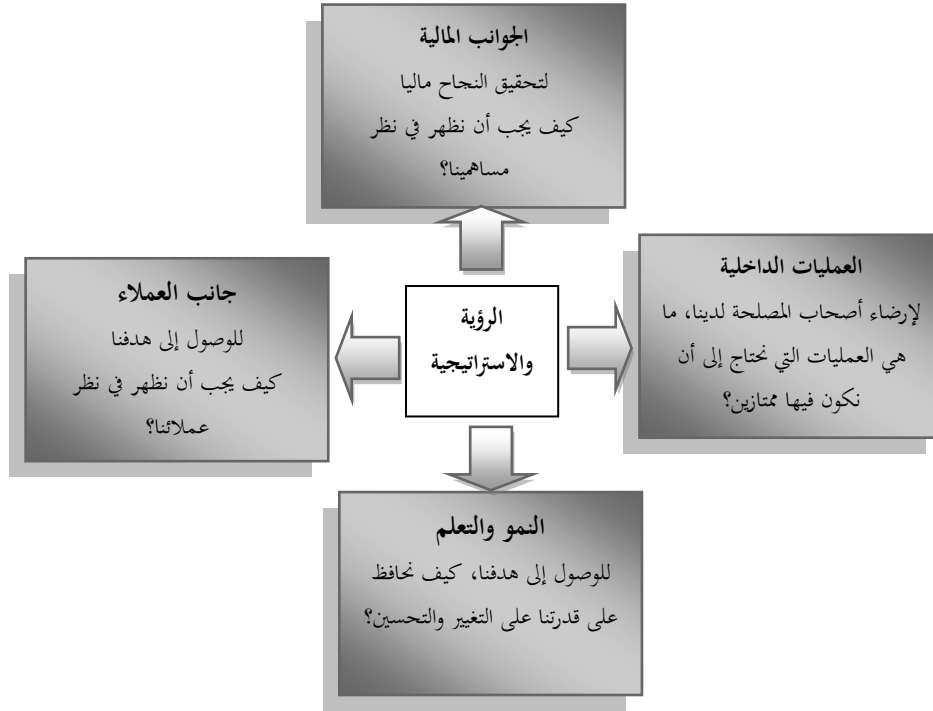 الجوانب المالية
لتحقيق النجاح ماليا
كيف يجب أن نظهر في نظر
مساهمينا؟
العمليات الداخلية
لإرضاء أصحاب المصلحة لدينا، ما
هي العمليات التي نحتاج إلى أن
نكون فيها ممتازين؟
الرؤية
والاستراتيجية
جانب العملاء
للوصول إلى هدفنا
كيف يجب أن نظهر في نظر
عملائنا؟
النمو والتعلم
للوصول إلى هدفنا، كيف نحافظ
على قدرتنا على التغيير والتحسين؟